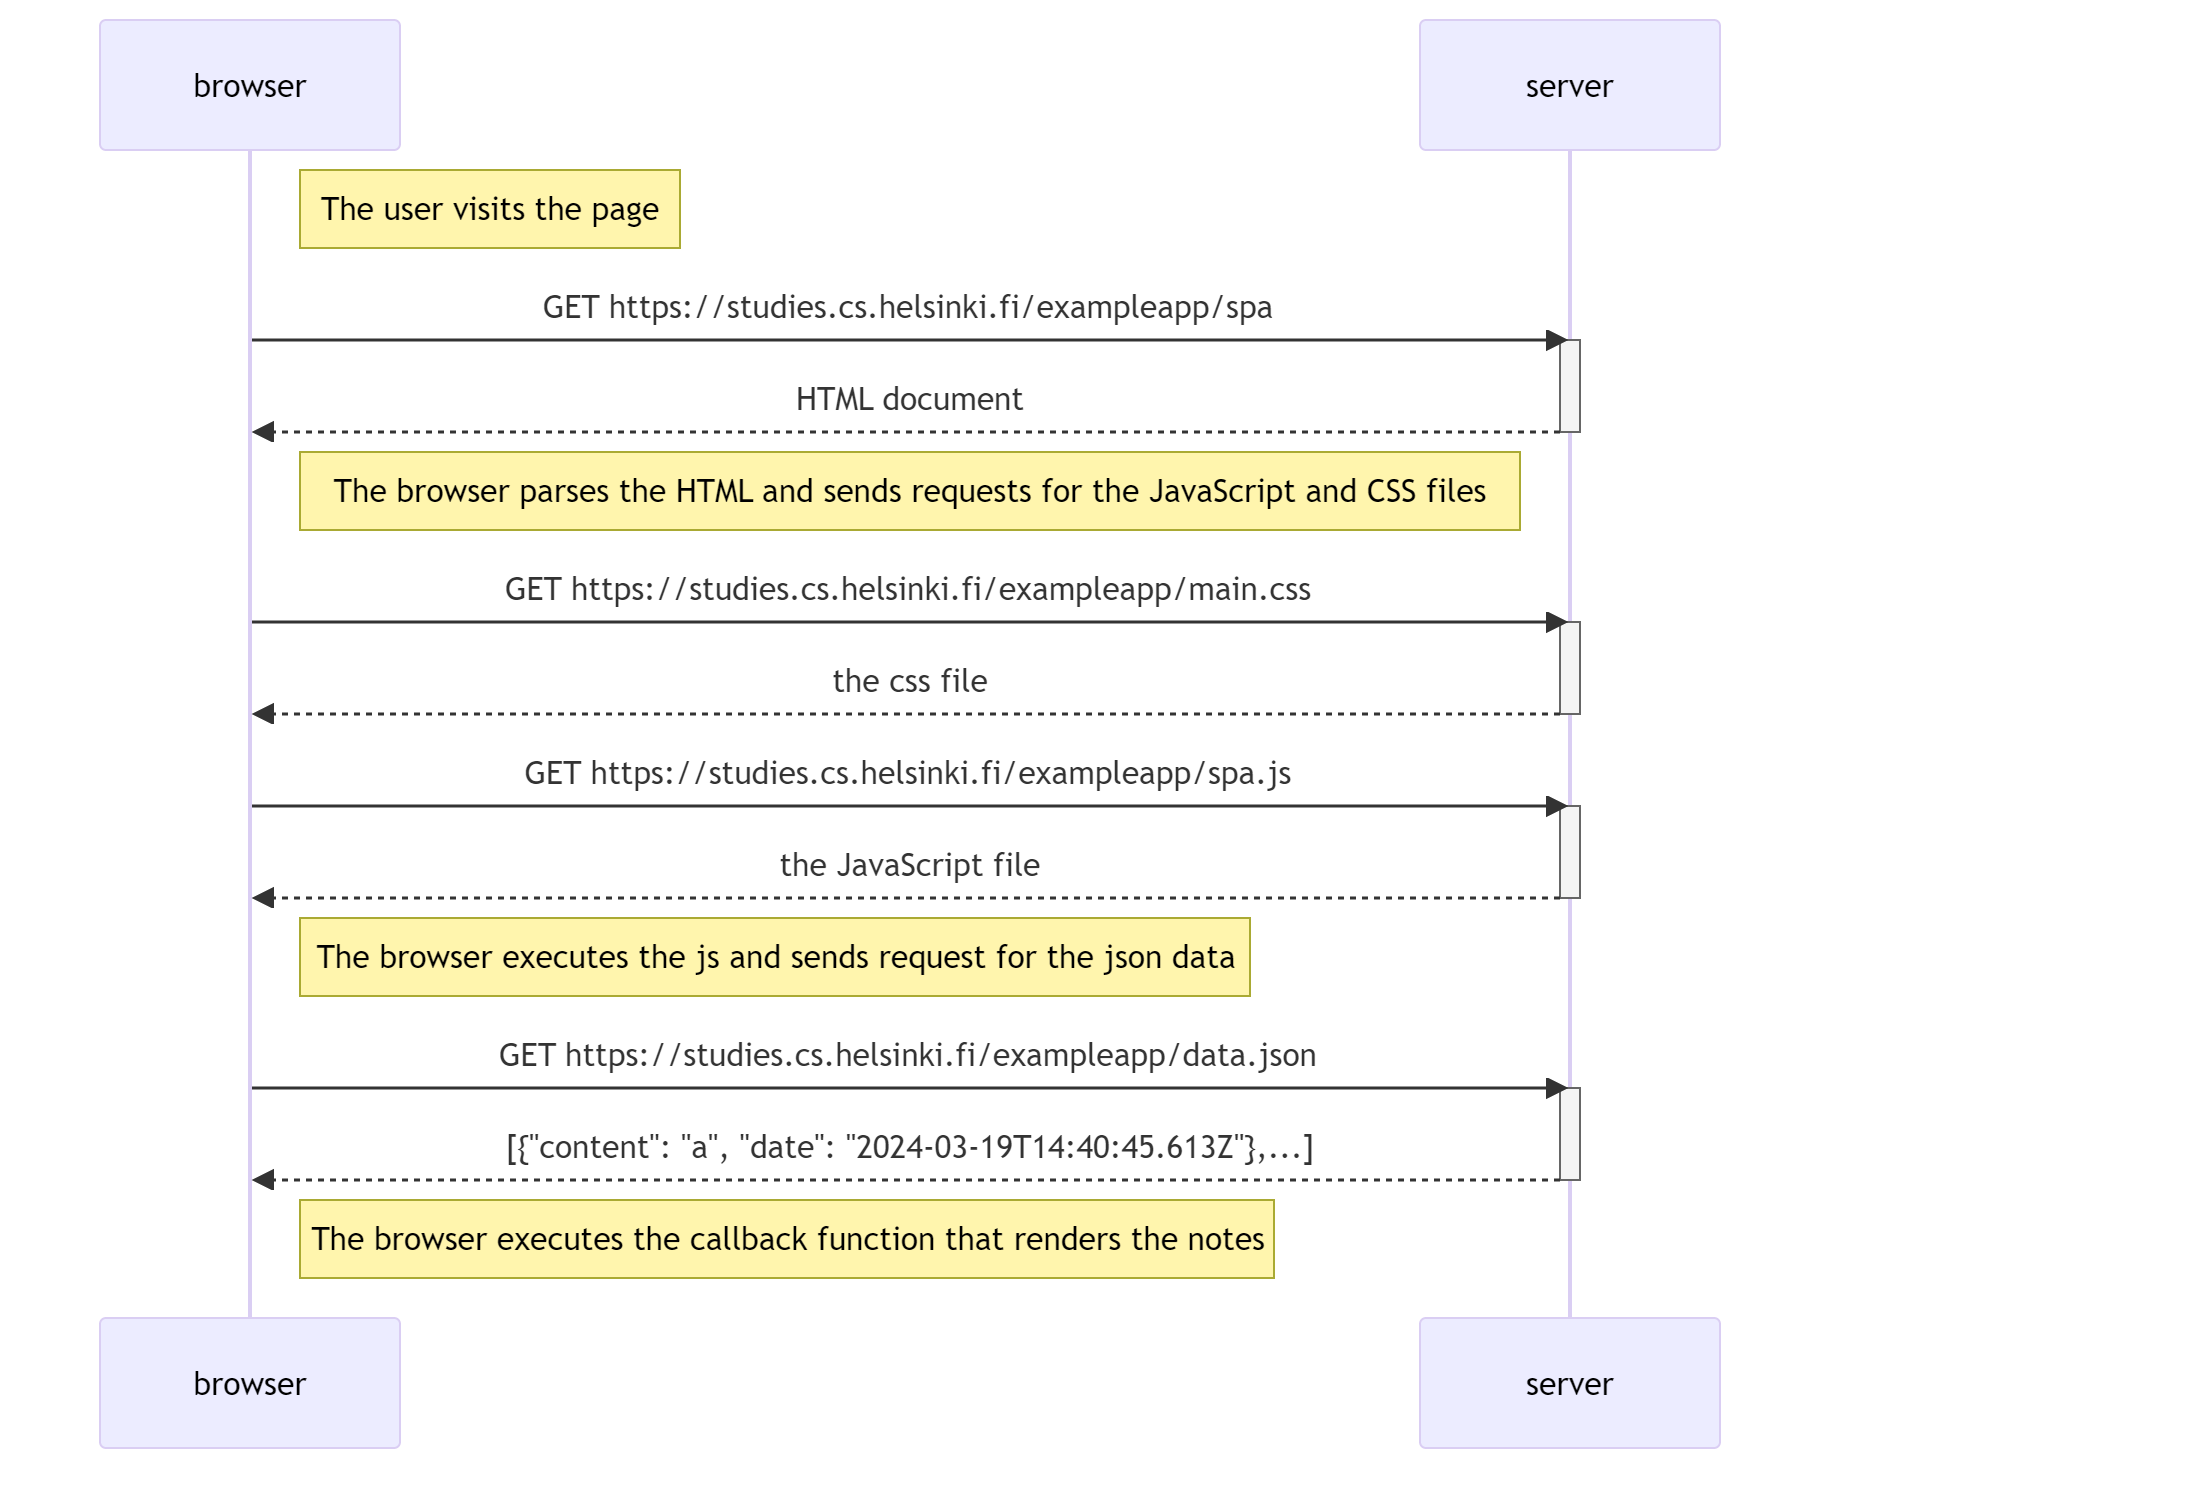 browser
server
The user visits the page
GET https://studies.cs.helsinki.fi/exampleapp/spa
HTML document
The browser parses the HTML and sends requests for the JavaScript and CSS files
GET https://studies.cs.helsinki.fi/exampleapp/main.css
the css file
GET https://studies.cs.helsinki.fi/exampleapp/spa.js
the JavaScript file
The browser executes the js and sends request for the json data
GET https://studies.cs.helsinki.fi/exampleapp/data.json
[{"content": "a", "date": "2024-03-19T14:40:45.613Z"},...]
The browser executes the callback function that renders the notes
browser
server